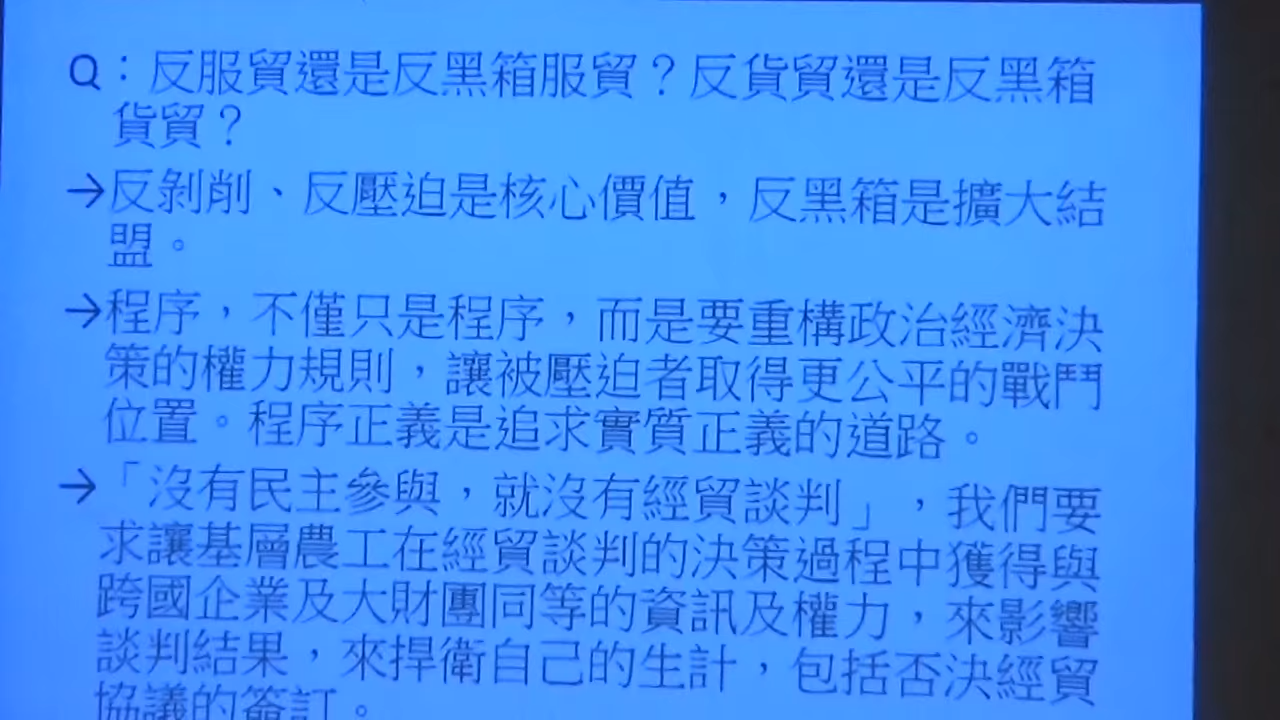 Q：反服貿還是反黑箱服貿？反貨貿還是反黑箱
貨貿？
→反剝削、反壓迫是核心價值，反黑箱是擴大結
盟。
→程序，不僅只是程序，而是要重構政治經濟決
策的權力規則，讓被壓迫者取得更公平的戰鬥
位置。程序正義是追求實質正義的道路。
→「沒有民主參與，就沒有經貿談判」，我們要
求讓基層農工在經貿談判的決策過程中獲得與
跨國企業及大財團同等的資訊及權力，來影響
談判結果，來捍衛自己的生計，包括否決經貿
協議的簽訂。